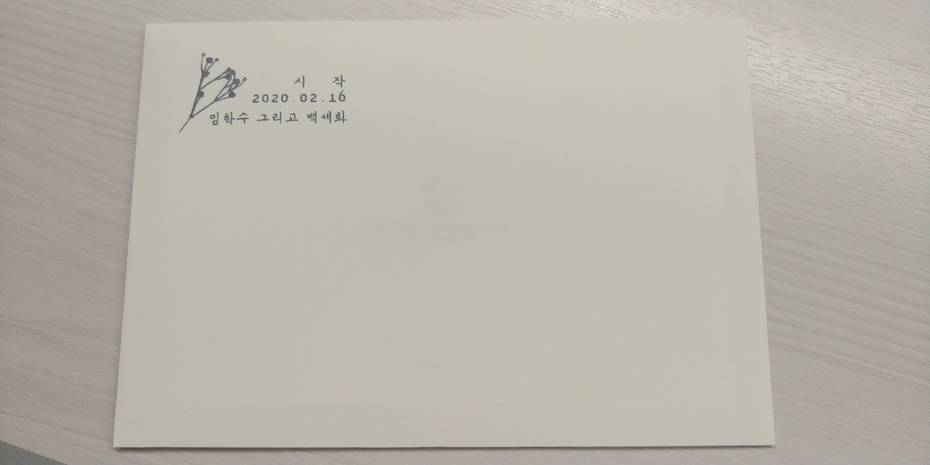 시 작
2020.02.16
임학수 그리고 백세화